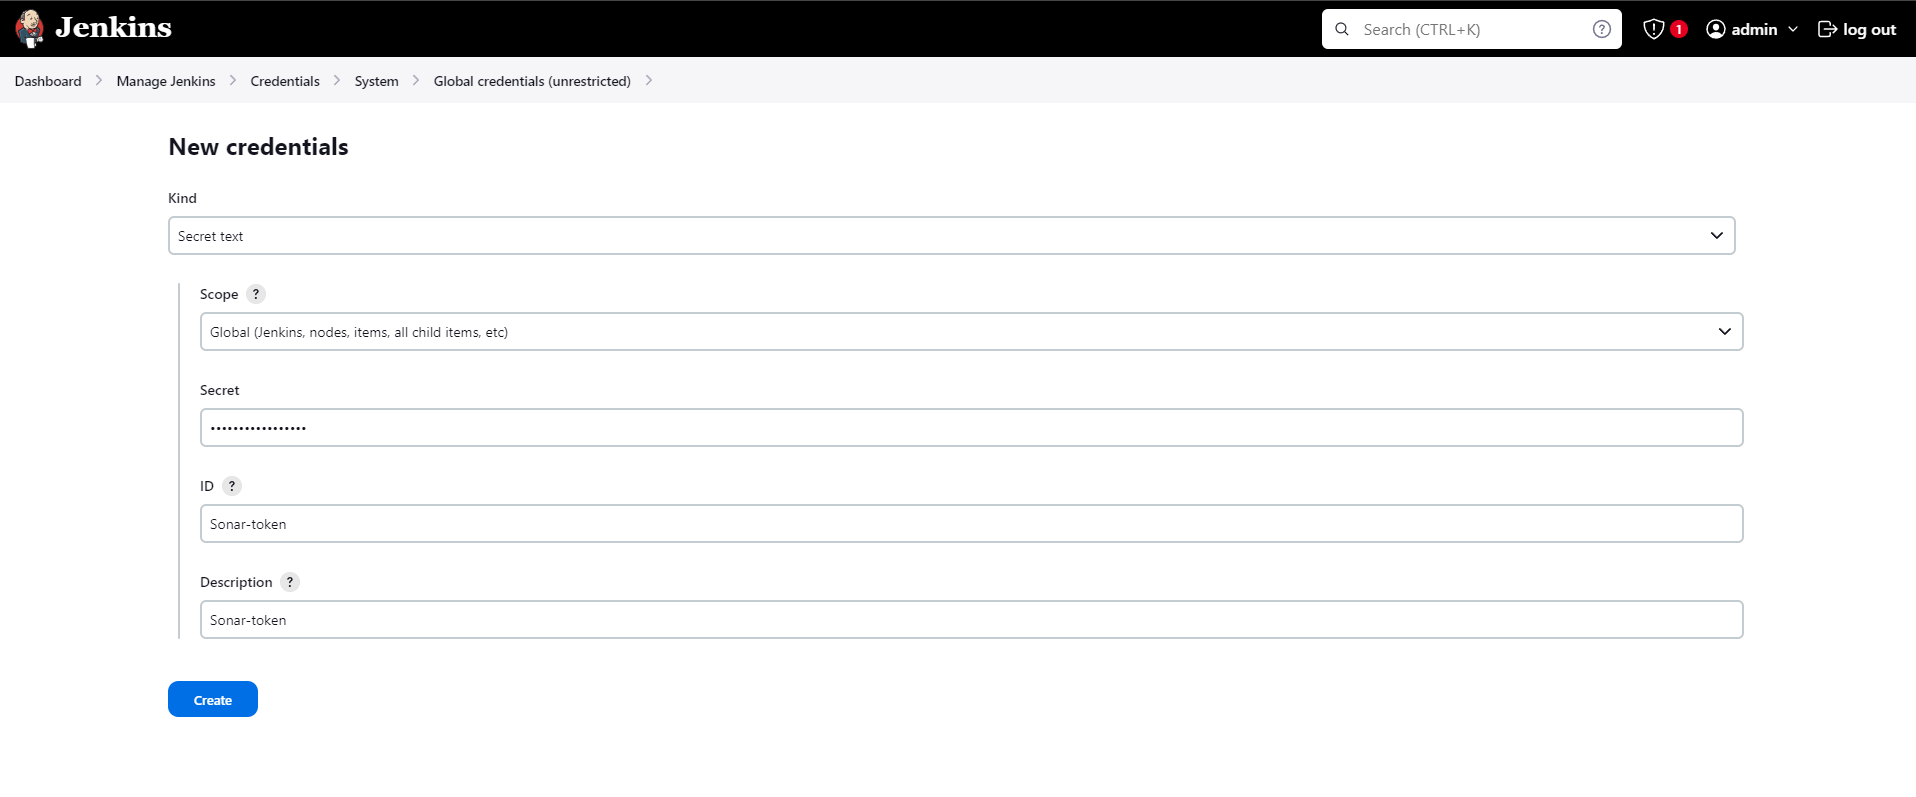 Jenkins
Search (CTRL+K) ? 1 admin log out
Dashboard Manage Jenkins Credentials System Global credentials (unrestricted)
New credentials
Kind
Secret text
Scope ?
Global (Jenkins, nodes, items, all child items, etc)
Secret
•••••••••••••••••
ID ?
Sonar-token
Description ?
Sonar-token
Create